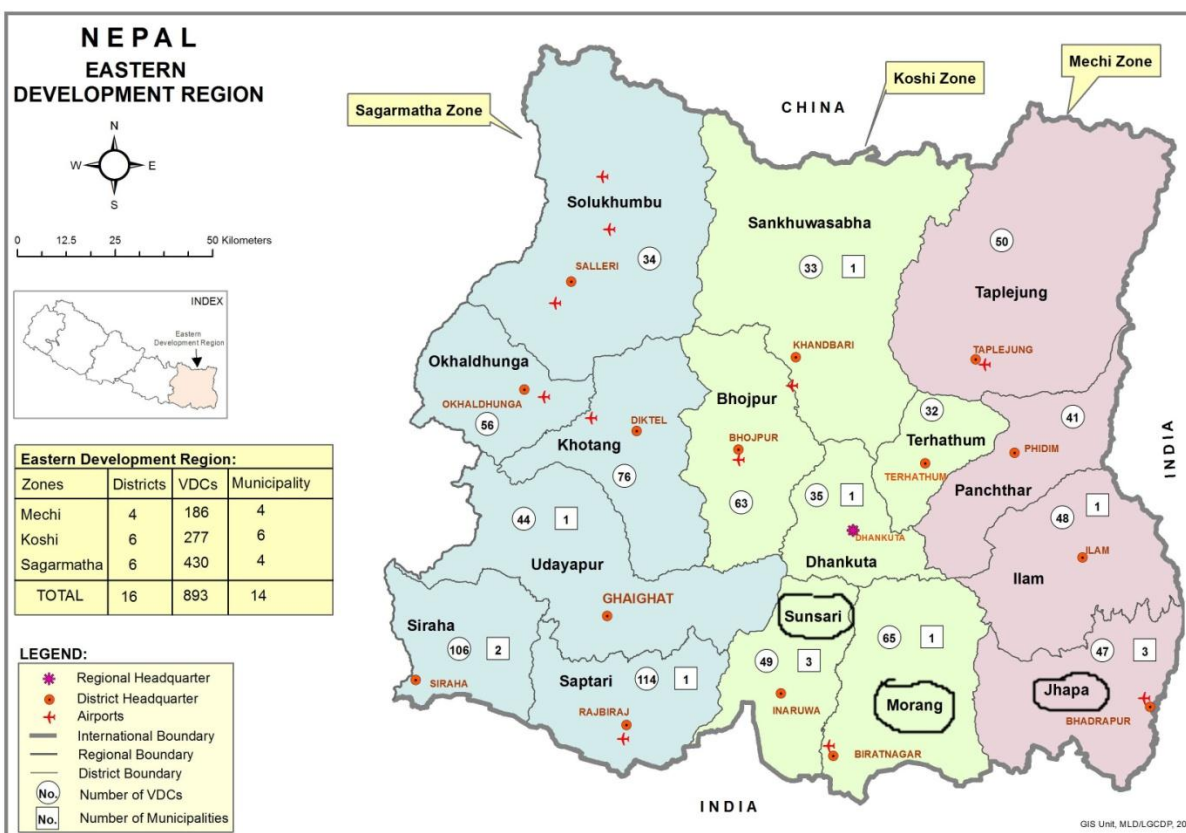 NEPAL
EASTERN
DEVELOPMENT REGION
N
W
E
S
0 12.5 25 50 Kilometers
INDEX
Eastern
Development Region
Eastern Development Region:
Zones Districts VDCs Municipality
Mechi 4 186 4
Koshi 6 277 6
Sagarmatha 6 430 4
TOTAL 16 893 14
LEGEND:
Regional Headquarter
District Headquarter
Airports
International Boundary
Regional Boundary
District Boundary
No. Number of VDCs
No. Number of Municipalities
Sagarmatha Zone
Koshi Zone
Mechi Zone
CHINA
INDIA
INDIA
Solukhumbu
34
SALLERI
Sankhuwasabha
33 1
KHANDBARI
50
Taplejung
TAPLEJUNG
Okhaldhunga
OKHALDHUNGA
56
Khotang
DIKTEL
76
Bhojpur
BHOJPUR
63
32
Terhathum
TERHATHUM
41
PHIDIM
Panchthar
35 1
DHANKUTA
Dhankuta
48 1
ILAM
Ilam
44 1
Udayapur
GHAIGHAT
Siraha
106 2
SIRAHA
Saptari
114 1
RAJBIRAJ
Sunsari
49 3
INARUWA
65 1
Morang
BIRATNAGAR
47 3
Jhapa
BHADRAPUR
GIS Unit, MLD/LGCDP, 20